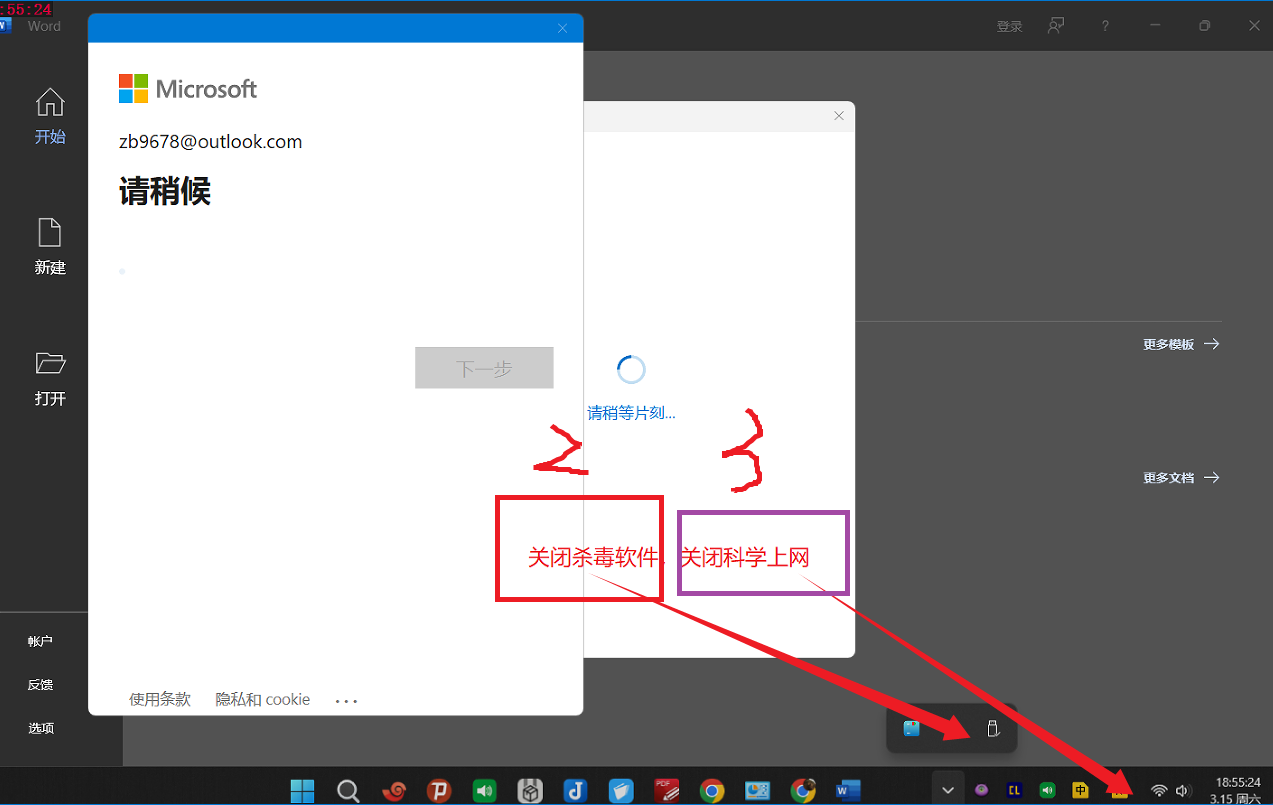 :55:24
Word
登录
?
Microsoft
zb9678@outlook.com
请稍候
下一步
开始
新建
打开
请稍等片刻...
更多模板
更多文档
2
3
关闭杀毒软件,
关闭科学上网
帐户
反馈
选项
使用条款
隐私和 cookie
...
PDF
W
CL
中
18:55:24
3.15 周六